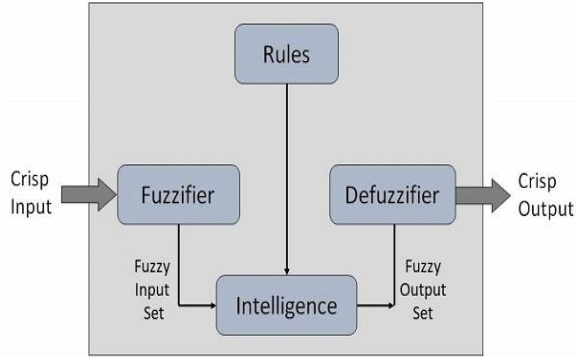 Rules
Crisp
Input
Fuzzifier
Defuzzifier
Crisp
Output
Fuzzy
Input
Set
Intelligence
Fuzzy
Output
Set